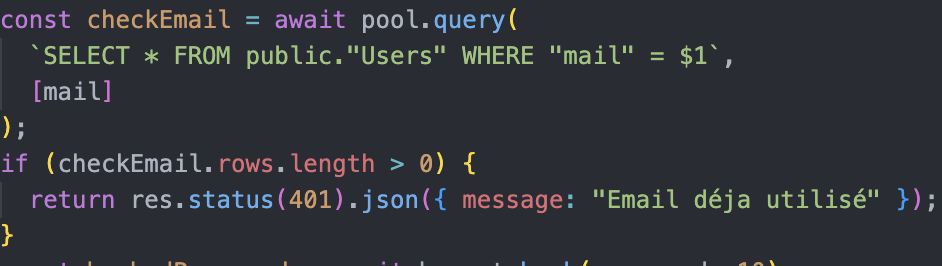 const checkEmail = await pool.query(
`SELECT * FROM public."Users" WHERE "mail" = $1`,
[mail]
);
if (checkEmail.rows.length > 0) {
return res.status(401).json({ message: "Email déja utilisé" });
}